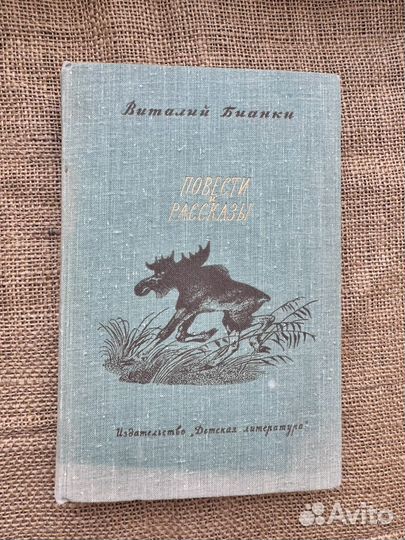 Виталий Бианки
ПОВЕСТИ
И
РАССКАЗЫ
Издательство „Детская литература"
Avito